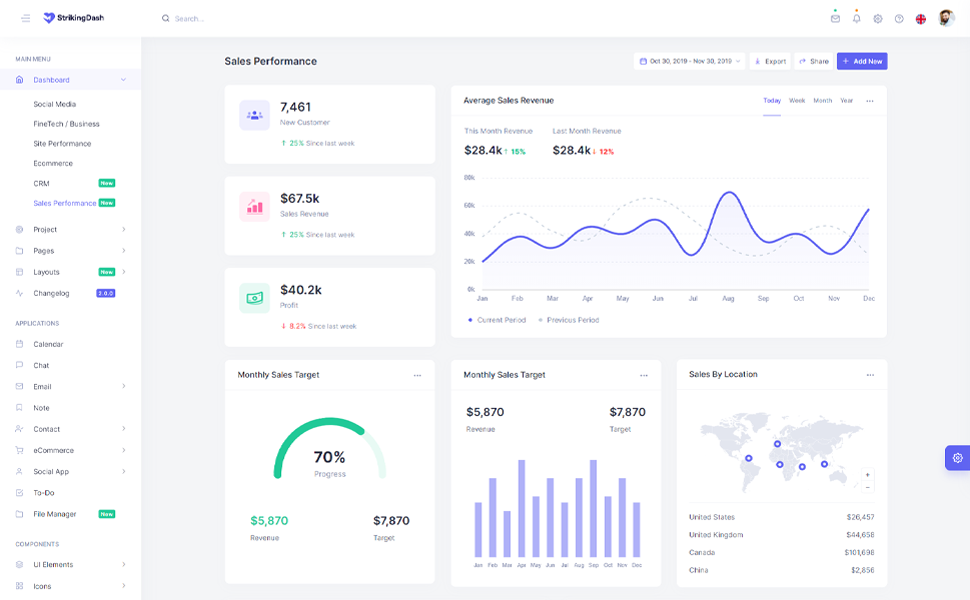 StrikingDash
Search...
MAIN MENU
Dashboard
Social Media
FineTech / Business
Site Performance
Ecommerce
CRM New
Sales Performance New
Project
Pages
Layouts New
Changelog 2.0.0
APPLICATIONS
Calendar
Chat
Email
Note
Contact
eCommerce
Social App
To-Do
File Manager New
COMPONENTS
UI Elements
Icons
Sales Performance
Oct 30, 2019 - Nov 30, 2019
Export
Share
+ Add New
7,461
New Customer
↑ 25% Since last week
$67.5k
Sales Revenue
↑ 25% Since last week
$40.2k
Profit
↓ 8.2% Since last week
Average Sales Revenue
Today Week Month Year ...
This Month Revenue Last Month Revenue
$28.4k ↑ 15% $28.4k ↓ 12%
80k
60k
40k
20k
0k
Jan Feb Mar Apr May Jun Jul Aug Sep Oct Nov Dec
Current Period Previous Period
Monthly Sales Target ...
70%
Progress
$5,870 $7,870
Revenue Target
Monthly Sales Target ...
$5,870 $7,870
Revenue Target
Jan Feb Mar Apr May Jun Jul Aug Sep Oct Nov Dec
Sales By Location ...
+
−
United States $26,457
United Kingdom $44,658
Canada $101,698
China $2,856